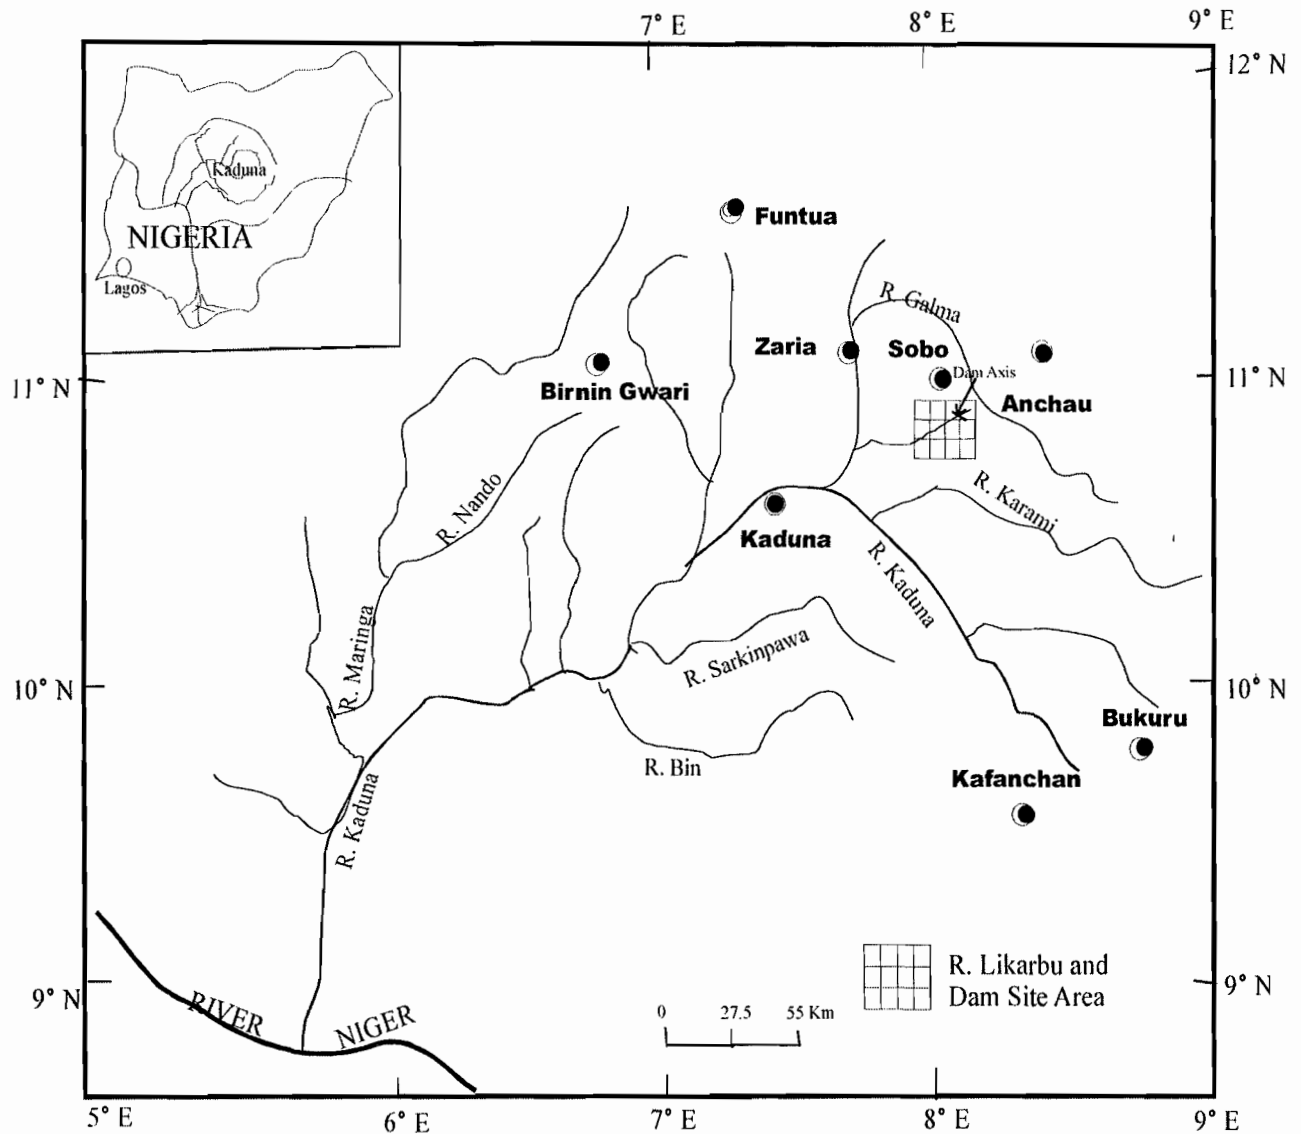 7° E
8° E
9° E
12° N
Kaduna
NIGERIA
Lagos
Funtua
R. Galma
Zaria
Sobo
Dam Axis
11° N
11° N
Birnin Gwari
Anchau
R. Nando
R. Karami
Kaduna
R. Kaduna
R. Maringa
R. Sarkinpawa
10° N
10° N
Bukuru
R. Bin
Kafanchan
R. Kaduna
R. Likarbu and
Dam Site Area
9° N
9° N
RIVER NIGER
0 27.5 55 Km
5° E
6° E
7° E
8° E
9° E